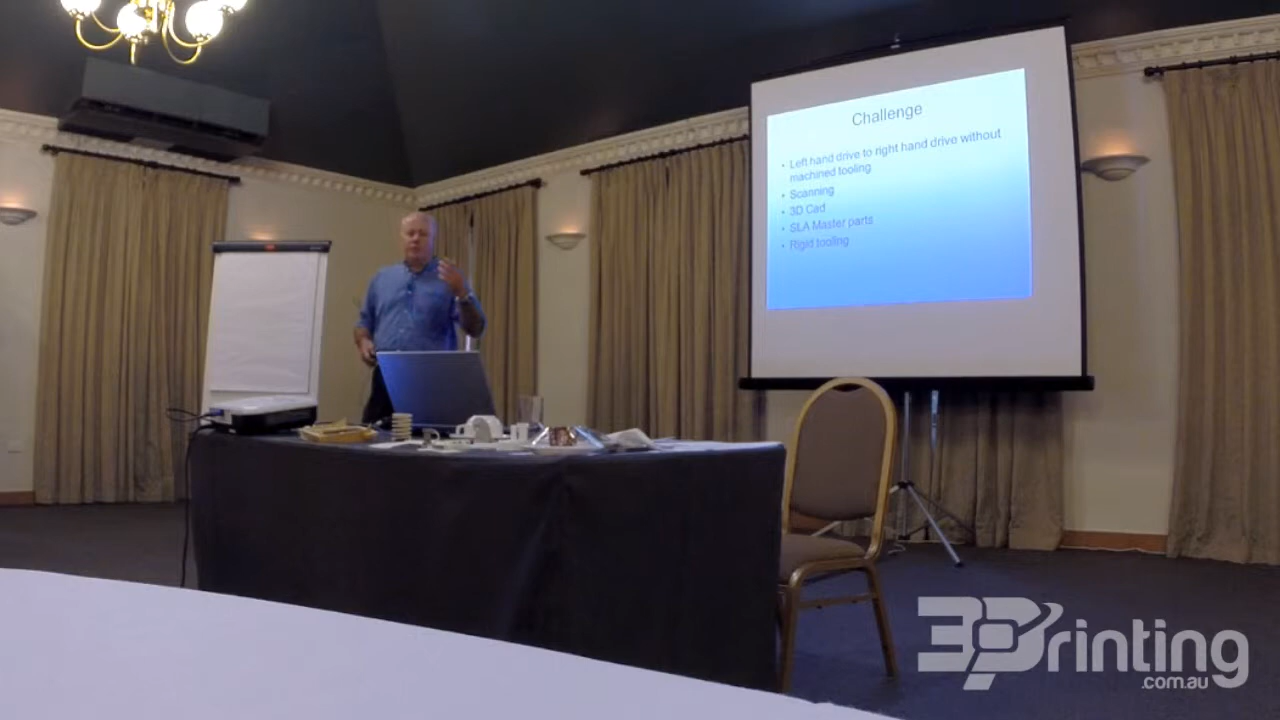 Challenge
• Left hand drive to right hand drive without
machined tooling
• Scanning
• 3D Cad
• SLA Master parts
• Rigid tooling
3DPrinting
.com.au